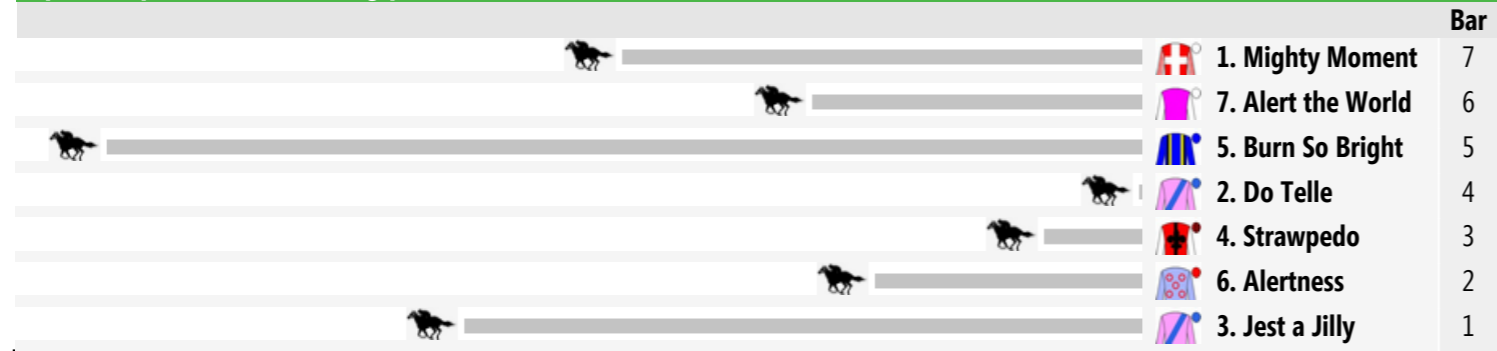 Bar
1. Mighty Moment 7
7. Alert the World 6
5. Burn So Bright 5
2. Do Telle 4
4. Strawpedo 3
6. Alertness 2
3. Jest a Jilly 1